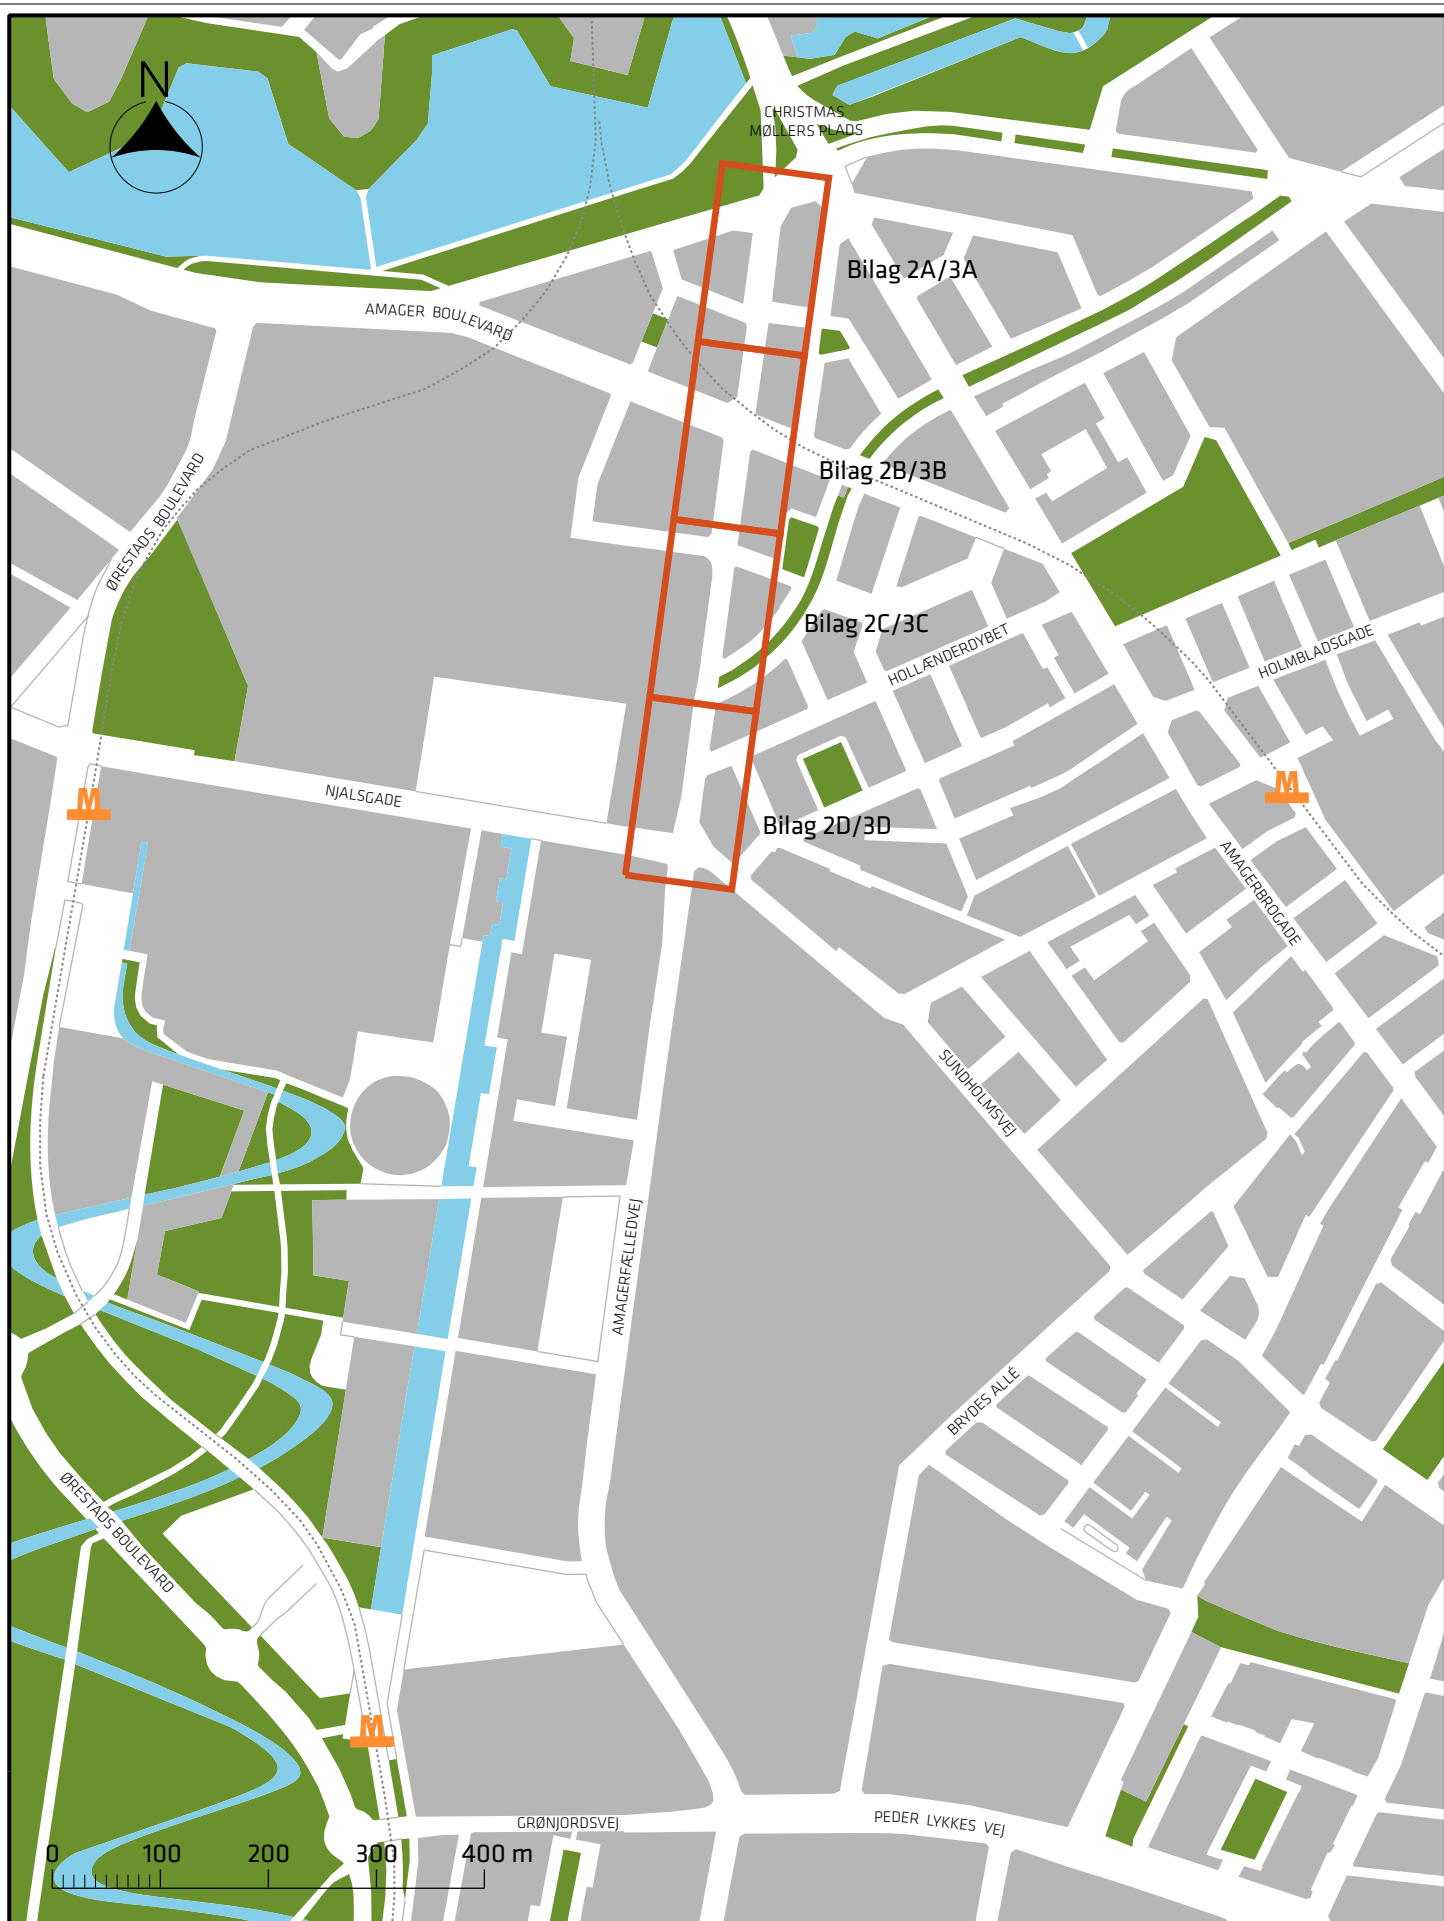 N
CHRISTMAS
MØLLERS PLADS
Bilag 2A/3A
AMAGER BOULEVARD
ØRESTADS BOULEVARD
Bilag 2B/3B
Bilag 2C/3C
HOLLÆNDERDYBET
HOLMBLADSGADE
NJALSGADE
M
M
Bilag 2D/3D
AMAGERBROGADE
SUNDHOLMSVEJ
AMAGERFÆLLEDVEJ
BRYDES ALLÉ
ØRESTADS BOULEVARD
M
GRØNJORDSVEJ
PEDER LYKKES VEJ
0 100 200 300 400 m